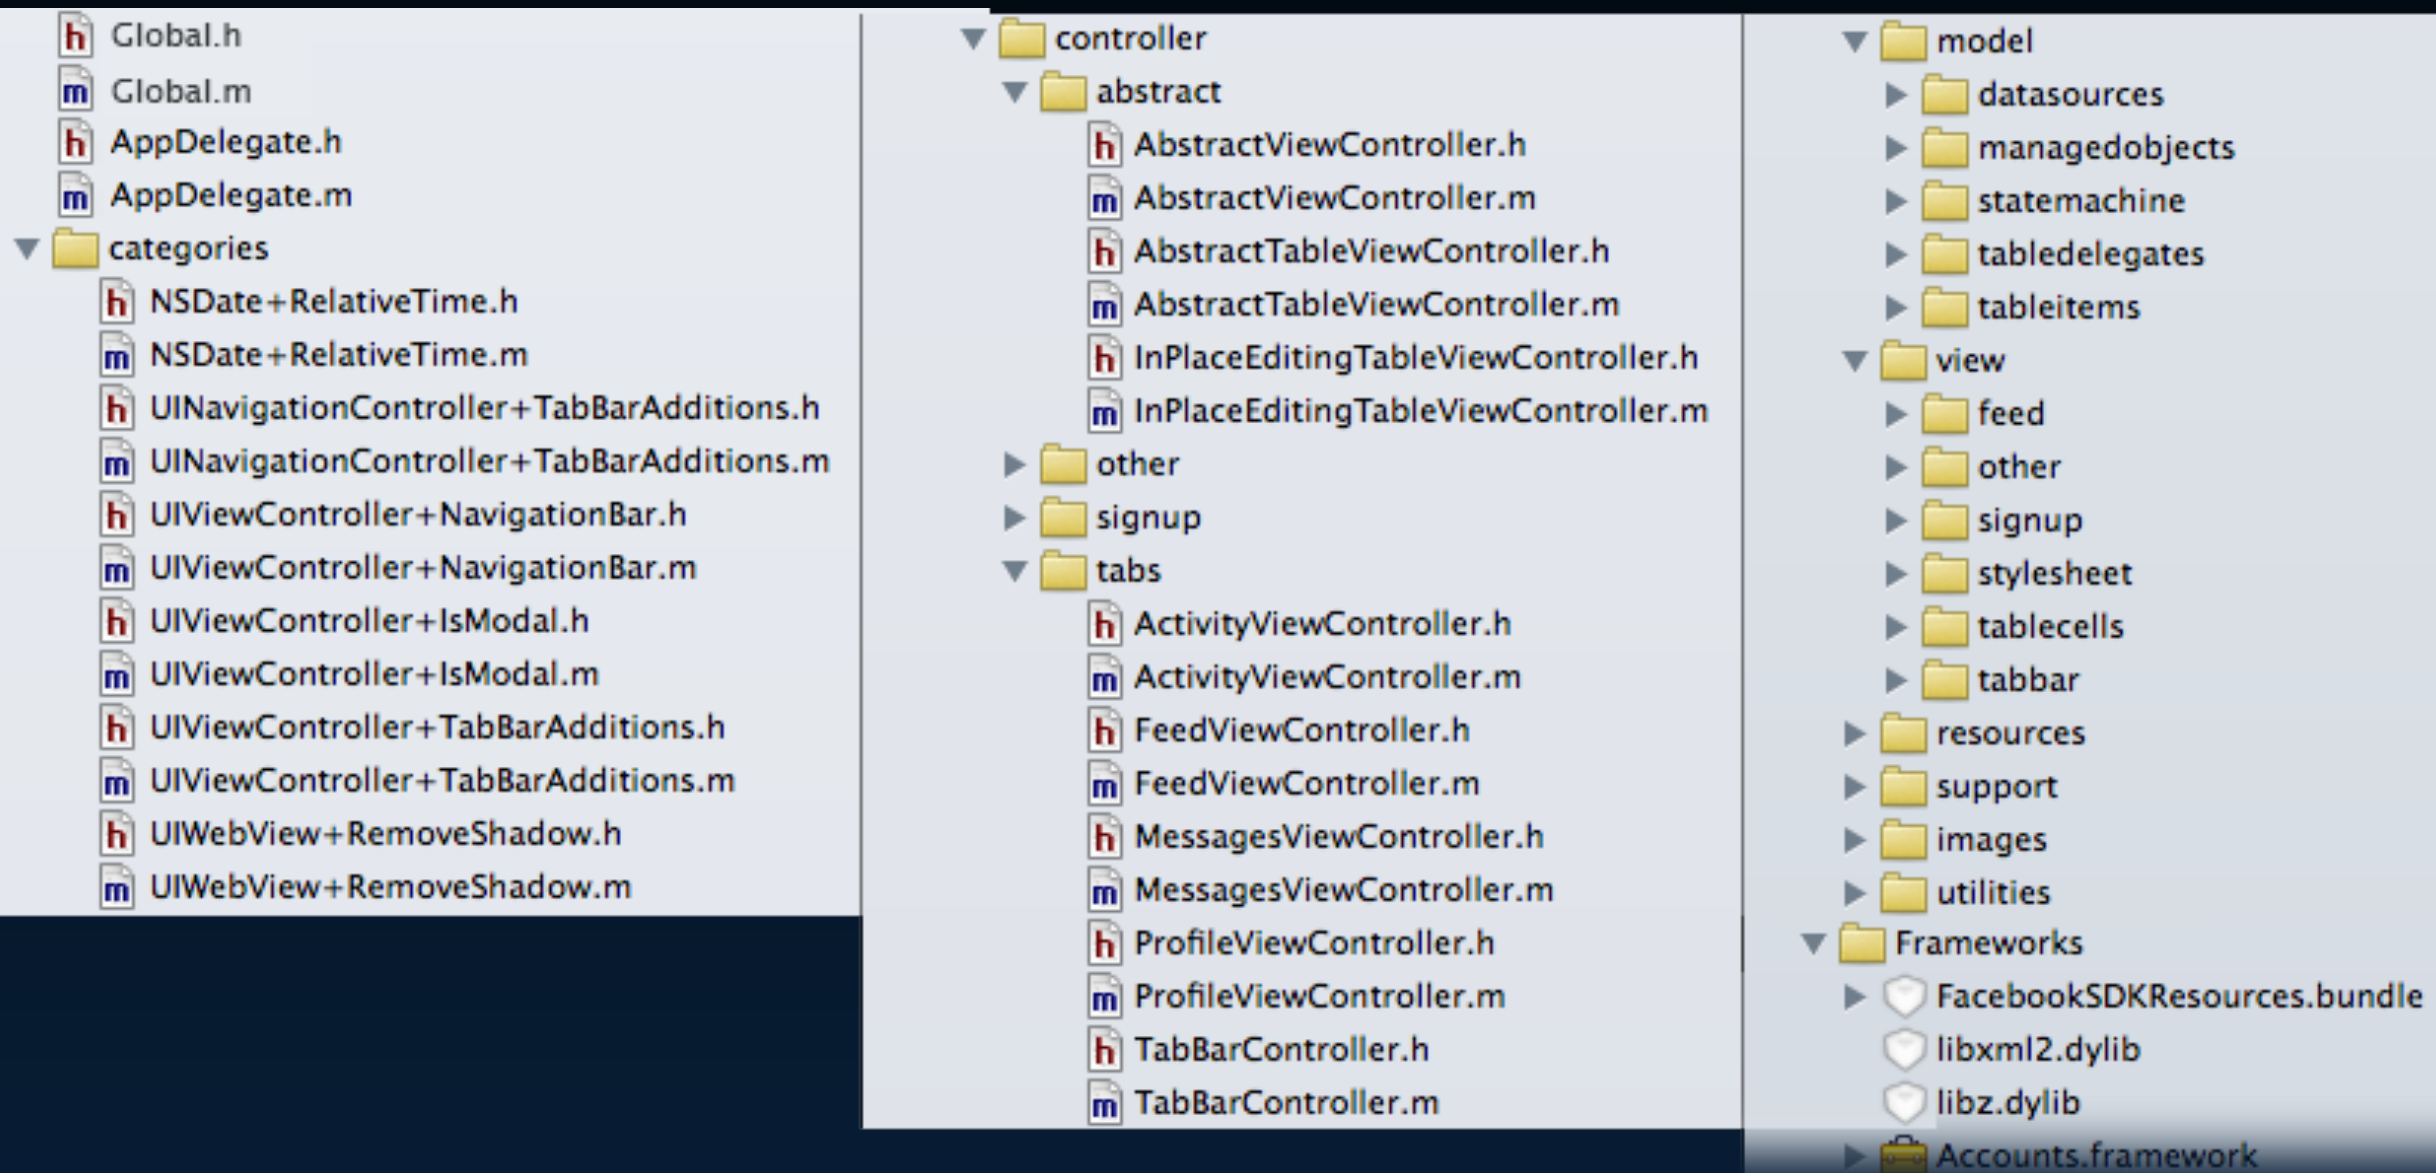 Global.h
Global.m
AppDelegate.h
AppDelegate.m
categories
NSDate+RelativeTime.h
NSDate+RelativeTime.m
UINavigationController+TabBarAdditions.h
UINavigationController+TabBarAdditions.m
UIViewController+NavigationBar.h
UIViewController+NavigationBar.m
UIViewController+IsModal.h
UIViewController+IsModal.m
UIViewController+TabBarAdditions.h
UIViewController+TabBarAdditions.m
UIWebView+RemoveShadow.h
UIWebView+RemoveShadow.m
controller
abstract
AbstractViewController.h
AbstractViewController.m
AbstractTableViewController.h
AbstractTableViewController.m
InPlaceEditingTableViewController.h
InPlaceEditingTableViewController.m
other
signup
tabs
ActivityViewController.h
ActivityViewController.m
FeedViewController.h
FeedViewController.m
MessagesViewController.h
MessagesViewController.m
ProfileViewController.h
ProfileViewController.m
TabBarController.h
TabBarController.m
model
datasources
managedobjects
statemachine
tabledelegates
tableitems
view
feed
other
signup
stylesheet
tablecells
tabbar
resources
support
images
utilities
Frameworks
FacebookSDKResources.bundle
libxml2.dylib
libz.dylib
Accounts.framework